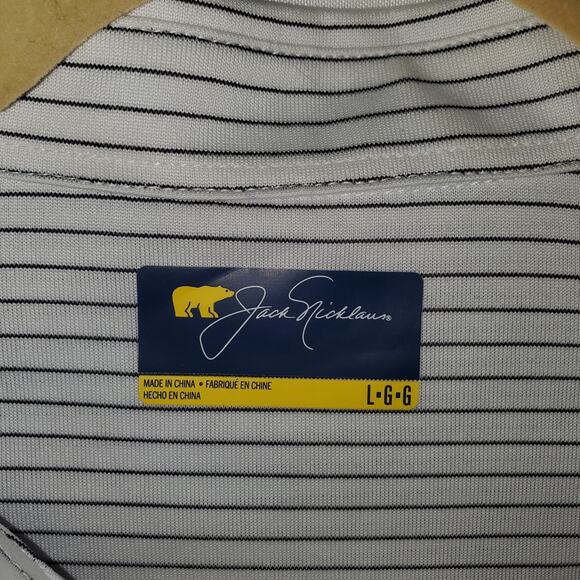 Jack Nicklaus®
MADE IN CHINA • FABRIQUÉ EN CHINE
HECHO EN CHINA
L•G•G